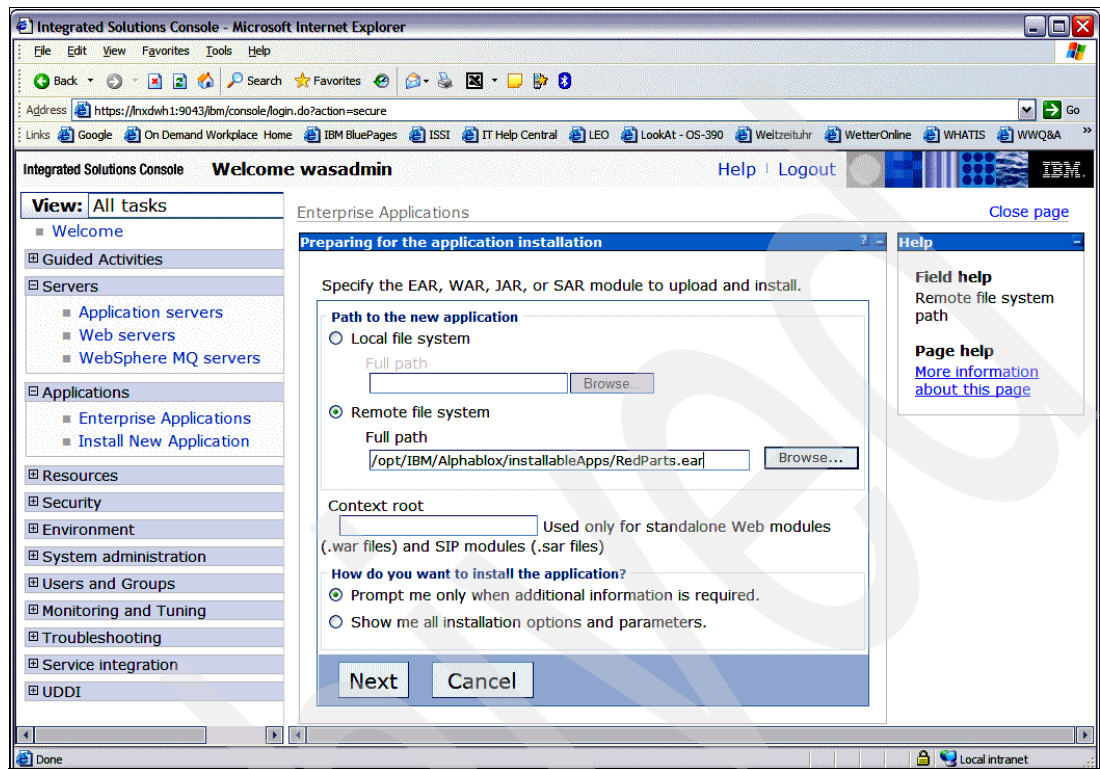 Integrated Solutions Console - Microsoft Internet Explorer
File Edit View Favorites Tools Help
Back Search Favorites
Address https://lnxdwh1:9043/ibm/console/login.do?action=secure Go
Links Google On Demand Workplace Home IBM BluePages ISSI IT Help Central LEO LookAt - OS-390 Weltzeituhr WetterOnline WHATIS WWQ&A »
Integrated Solutions Console Welcome wasadmin Help Logout IBM.
View: All tasks
Welcome
Guided Activities
Servers
Application servers
Web servers
WebSphere MQ servers
Applications
Enterprise Applications
Install New Application
Resources
Security
Environment
System administration
Users and Groups
Monitoring and Tuning
Troubleshooting
Service integration
UDDI
Enterprise Applications Close page
Preparing for the application installation ? -
Specify the EAR, WAR, JAR, or SAR module to upload and install.
Path to the new application
Local file system
Full path
Browse...
Remote file system
Full path
/opt/IBM/Alphablox/installableApps/RedParts.ear Browse...
Context root
Used only for standalone Web modules
(.war files) and SIP modules (.sar files)
How do you want to install the application?
Prompt me only when additional information is required.
Show me all installation options and parameters.
Next Cancel
Help -
Field help
Remote file system
path
Page help
More information
about this page
Done Local intranet